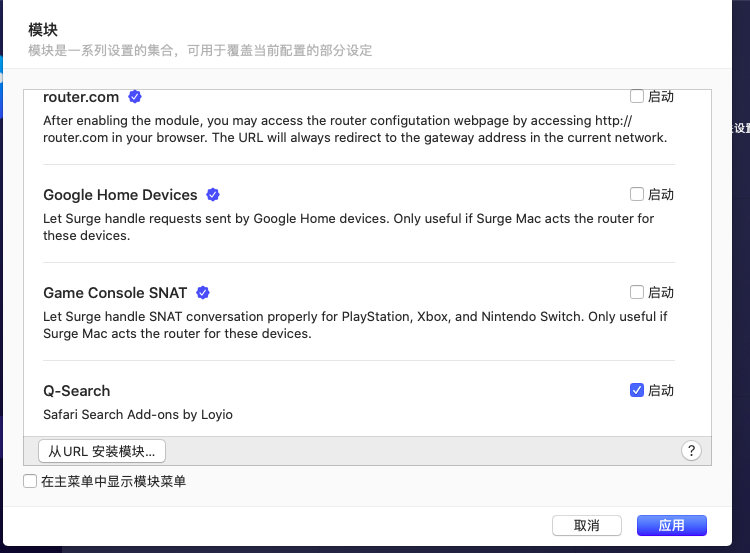 模块
模块是一系列设置的集合，可用于覆盖当前配置的部分设定
router.com
启动
After enabling the module, you may access the router configutation webpage by accessing http://
router.com in your browser. The URL will always redirect to the gateway address in the current network.
Google Home Devices
启动
Let Surge handle requests sent by Google Home devices. Only useful if Surge Mac acts the router for
these devices.
Game Console SNAT
启动
Let Surge handle SNAT conversation properly for PlayStation, Xbox, and Nintendo Switch. Only useful if
Surge Mac acts the router for these devices.
Q-Search
启动
Safari Search Add-ons by Loyio
从 URL 安装模块...
?
在主菜单中显示模块菜单
取消
应用